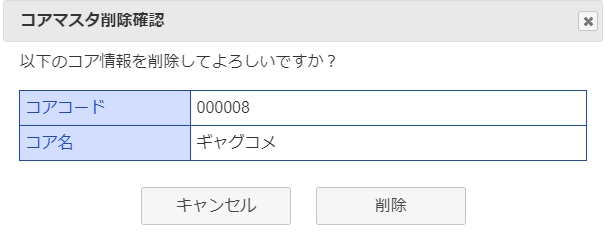 コアマスタ削除確認
以下のコア情報を削除してよろしいですか？
コアコード 000008
コア名 ギャグコメ
キャンセル 削除